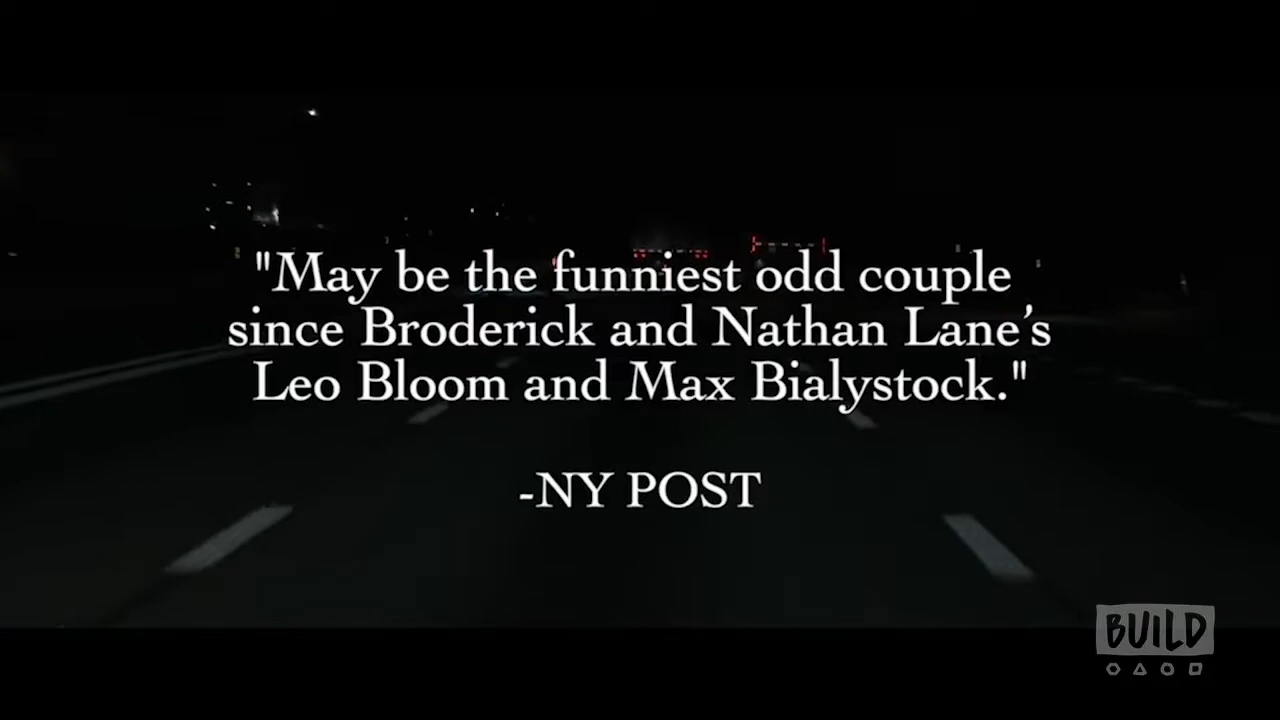 "May be the funniest odd couple
since Broderick and Nathan Lane’s
Leo Bloom and Max Bialystock."
-NY POST
BUILD